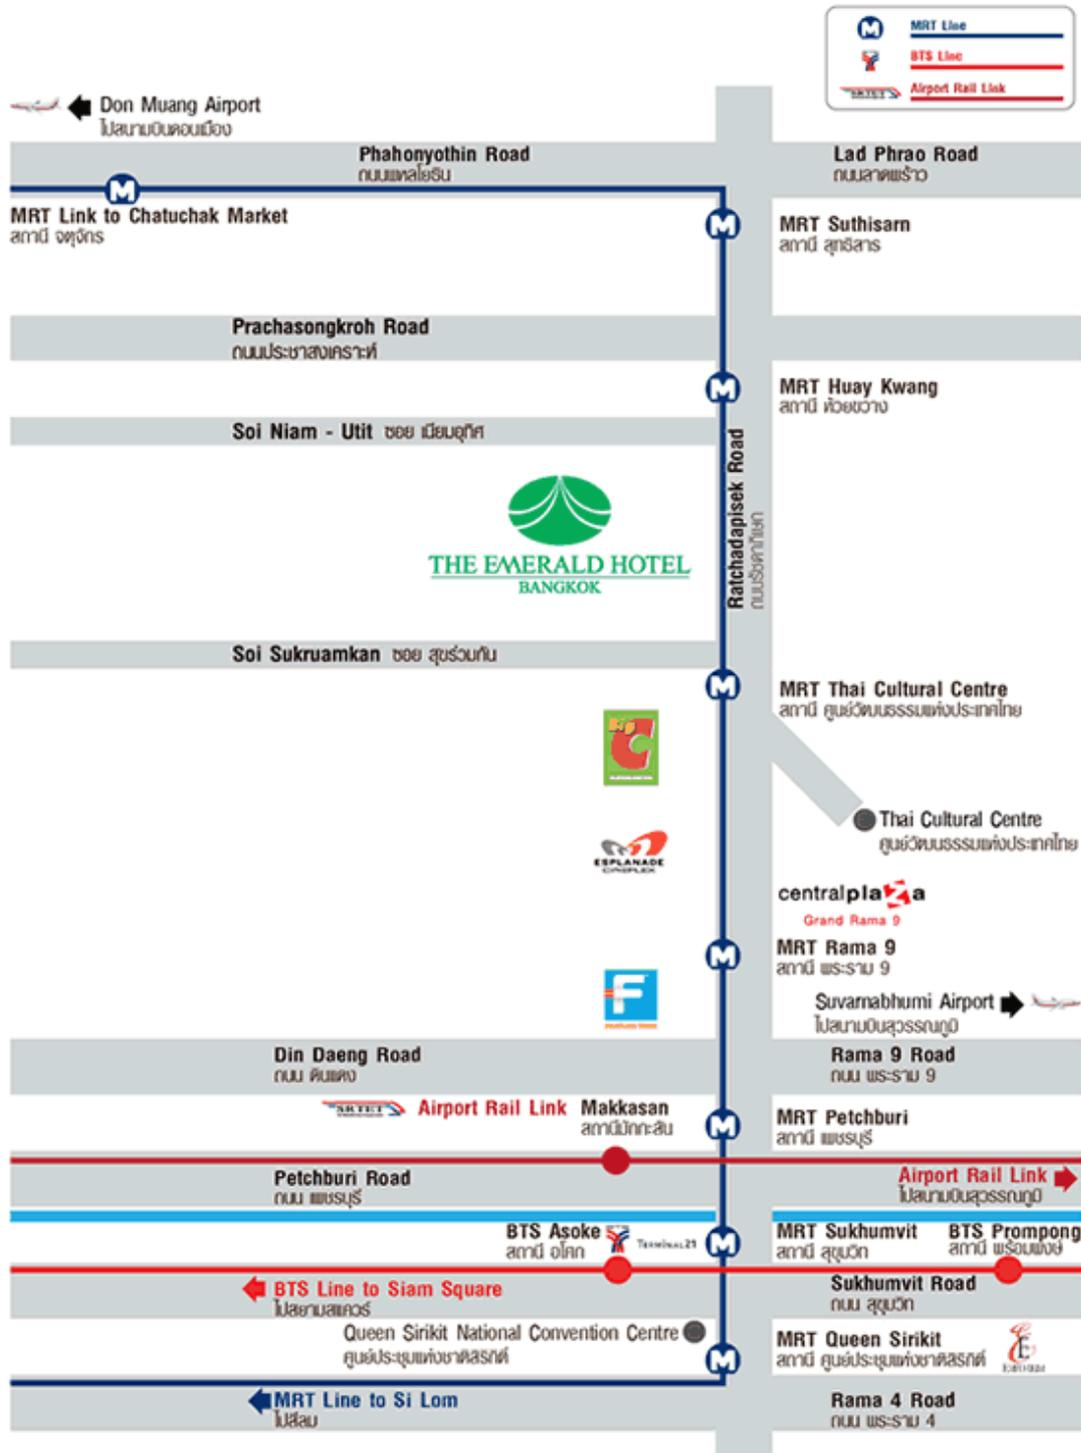 MRT Line
BTS Line
Airport Rail Link
Don Muang Airport
ไปสนามบินดอนเมือง
Phahonyothin Road
ถนนพหลโยธิน
Lad Phrao Road
ถนนลาดพร้าว
MRT Link to Chatuchak Market
สถานี จตุจักร
MRT Suthisarn
สถานี สุทธิสาร
Prachasongkroh Road
ถนนประชาสงเคราะห์
MRT Huay Kwang
สถานี ห้วยขวาง
Soi Niam - Utit ซอย เนียมอุทิศ
Ratchadapisek Road
ถนนรัชดาภิเษก
THE EMERALD HOTEL
BANGKOK
Soi Sukruamkan ซอย สุขร่วมกัน
MRT Thai Cultural Centre
สถานี ศูนย์วัฒนธรรมแห่งประเทศไทย
Big C
Thai Cultural Centre
ศูนย์วัฒนธรรมแห่งประเทศไทย
ESPLANADE
CINEPLEX
centralplaza
Grand Rama 9
MRT Rama 9
สถานี พระราม 9
F
Suvarnabhumi Airport
ไปสนามบินสุวรรณภูมิ
Din Daeng Road
ถนน ดินแดง
Rama 9 Road
ถนน พระราม 9
SRTET Airport Rail Link Makkasan
สถานีมักกะสัน
MRT Petchburi
สถานี เพชรบุรี
Petchburi Road
ถนน เพชรบุรี
Airport Rail Link
ไปสนามบินสุวรรณภูมิ
BTS Asoke
สถานี อโศก
TERMINAL21
MRT Sukhumvit
สถานี สุขุมวิท
BTS Prompong
สถานี พร้อมพงษ์
BTS Line to Siam Square
ไปสยามสแควร์
Sukhumvit Road
ถนน สุขุมวิท
Queen Sirikit National Convention Centre
ศูนย์ประชุมแห่งชาติสิริกิติ์
MRT Queen Sirikit
สถานี ศูนย์ประชุมแห่งชาติสิริกิติ์
MRT Line to Si Lom
ไปสีลม
Rama 4 Road
ถนน พระราม 4